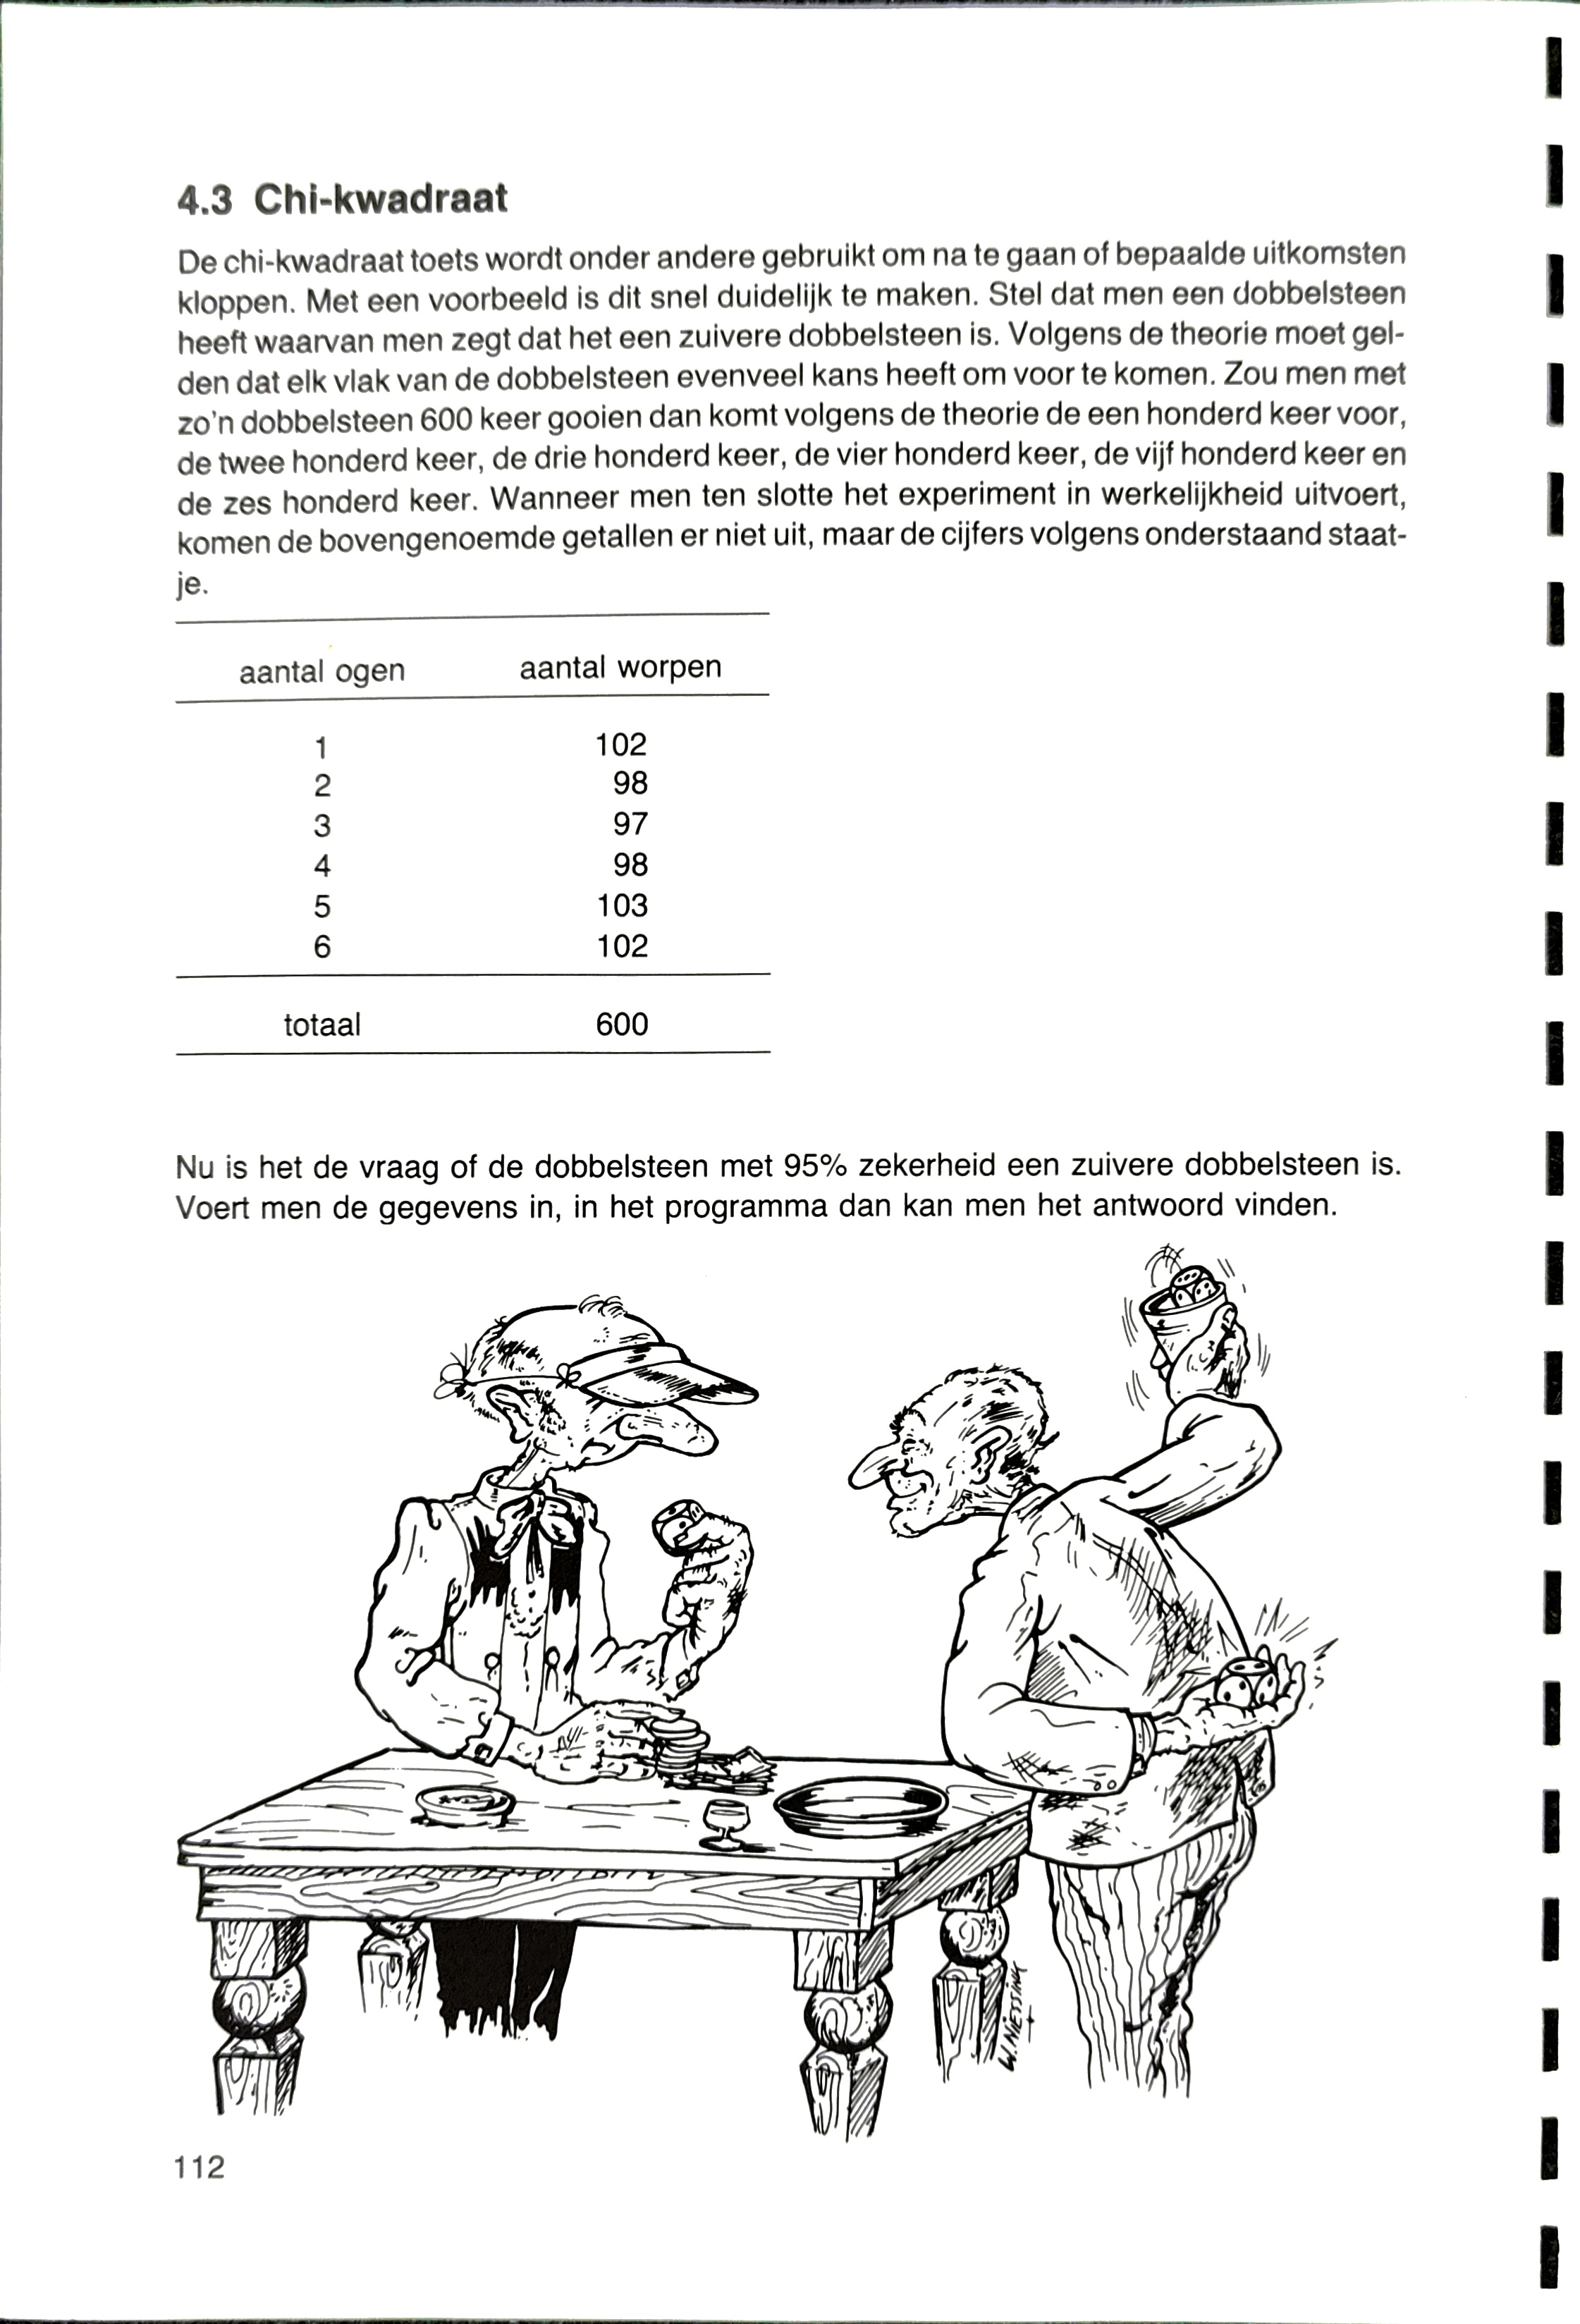 4.3 Chi-kwadraat
De chi-kwadraat toets wordt onder andere gebruikt om na te gaan of bepaalde uitkomsten
kloppen. Met een voorbeeld is dit snel duidelijk te maken. Stel dat men een dobbelsteen
heeft waarvan men zegt dat het een zuivere dobbelsteen is. Volgens de theorie moet gel-
den dat elk vlak van de dobbelsteen evenveel kans heeft om voor te komen. Zou men met
zo'n dobbelsteen 600 keer gooien dan komt volgens de theorie de een honderd keer voor,
de twee honderd keer, de drie honderd keer, de vier honderd keer, de vijf honderd keer en
de zes honderd keer. Wanneer men ten slotte het experiment in werkelijkheid uitvoert,
komen de bovengenoemde getallen er niet uit, maar de cijfers volgens onderstaand staat-
je.
aantal ogen aantal worpen
1 102
2 98
3 97
4 98
5 103
6 102
totaal 600
Nu is het de vraag of de dobbelsteen met 95% zekerheid een zuivere dobbelsteen is.
Voert men de gegevens in, in het programma dan kan men het antwoord vinden.
W. NIESSINK
112